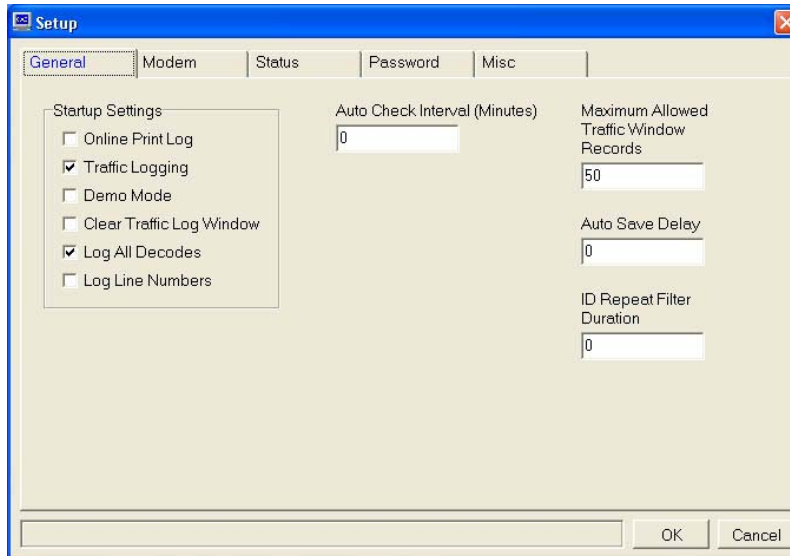 Setup
General Modem Status Password Misc
Startup Settings
Online Print Log
Traffic Logging
Demo Mode
Clear Traffic Log Window
Log All Decodes
Log Line Numbers
Auto Check Interval (Minutes)
0
Maximum Allowed
Traffic Window
Records
50
Auto Save Delay
0
ID Repeat Filter
Duration
0
OK Cancel